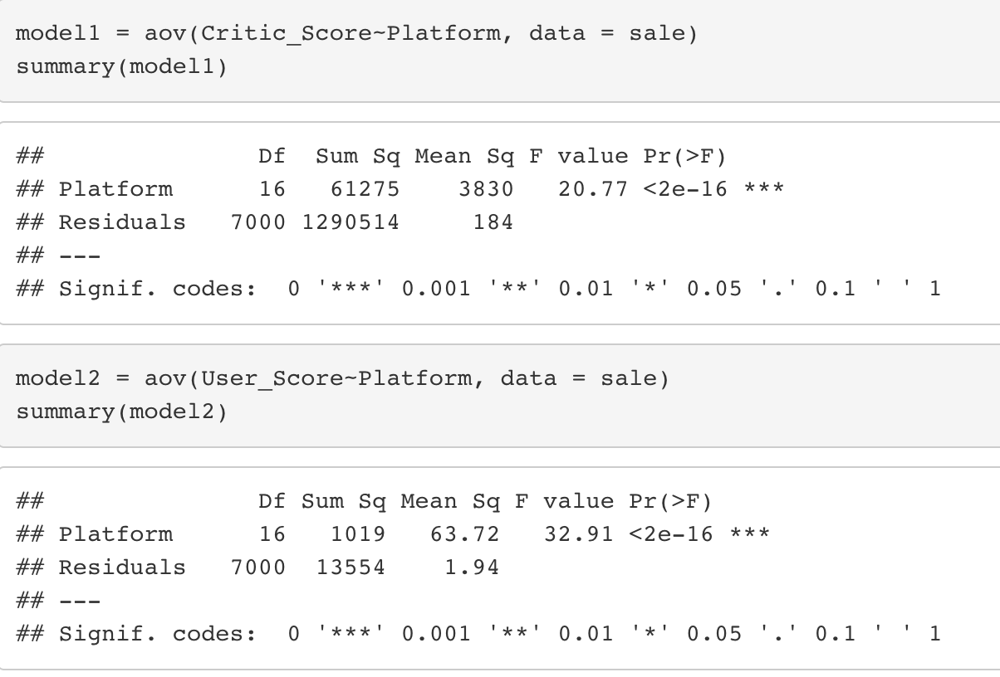 model1 = aov(Critic_Score~Platform, data = sale)
summary(model1)
##               Df  Sum Sq Mean Sq F value Pr(>F)
## Platform      16   61275    3830   20.77 <2e-16 ***
## Residuals   7000 1290514     184
## ---
## Signif. codes:  0 '***' 0.001 '**' 0.01 '*' 0.05 '.' 0.1 ' ' 1
model2 = aov(User_Score~Platform, data = sale)
summary(model2)
##               Df Sum Sq Mean Sq F value Pr(>F)
## Platform      16   1019   63.72   32.91 <2e-16 ***
## Residuals   7000  13554    1.94
## ---
## Signif. codes:  0 '***' 0.001 '**' 0.01 '*' 0.05 '.' 0.1 ' ' 1